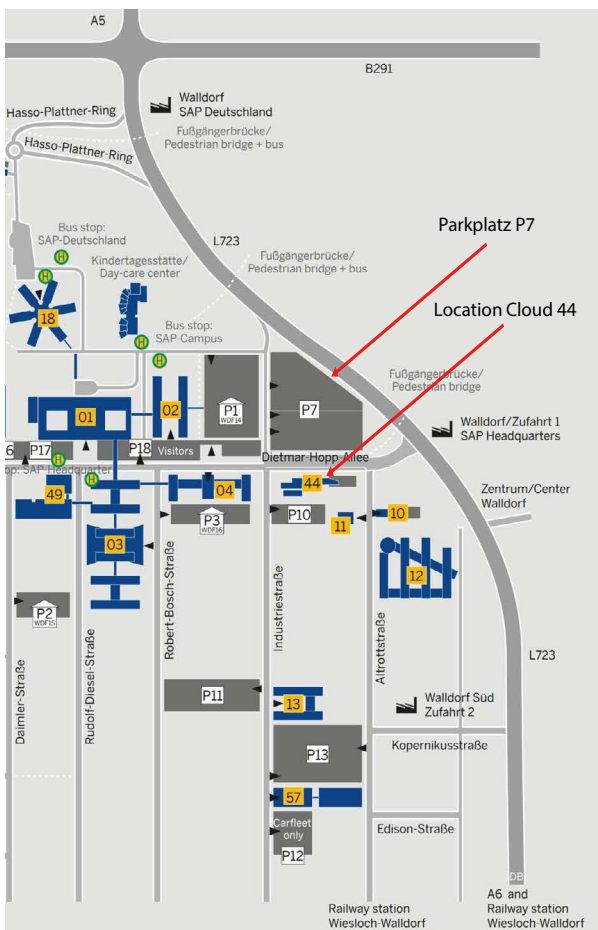 A5
B291
Walldorf
SAP Deutschland
Hasso-Plattner-Ring
Fußgängerbrücke/
Pedestrian bridge + bus
Hasso-Plattner-Ring
Parkplatz P7
Bus stop:
SAP-Deutschland
L723
Kindertagesstätte/
Day-care center
Fußgängerbrücke/
Pedestrian bridge + bus
Location Cloud 44
18
Bus stop:
SAP-Campus
Fußgängerbrücke/
Pedestrian bridge
01
02
P1
WDF14
P7
Walldorf/Zufahrt 1
SAP Headquarters
6
P17
P18
Visitors
Dietmar-Hopp-Allee
op: SAP-Headquarter
49
04
44
Zentrum/Center
Walldorf
03
P3
WDF16
P10
11
10
12
P2
WDF15
Daimler-Straße
Rudolf-Diesel-Straße
Robert-Bosch-Straße
Industriestraße
Altrottstraße
L723
P11
13
Walldorf Süd
Zufahrt 2
P13
Kopernikusstraße
57
Carfleet
only
P12
Edison-Straße
DB
A6 and
Railway station
Wiesloch-Walldorf
Railway station
Wiesloch-Walldorf
H
H
H
H
H
H